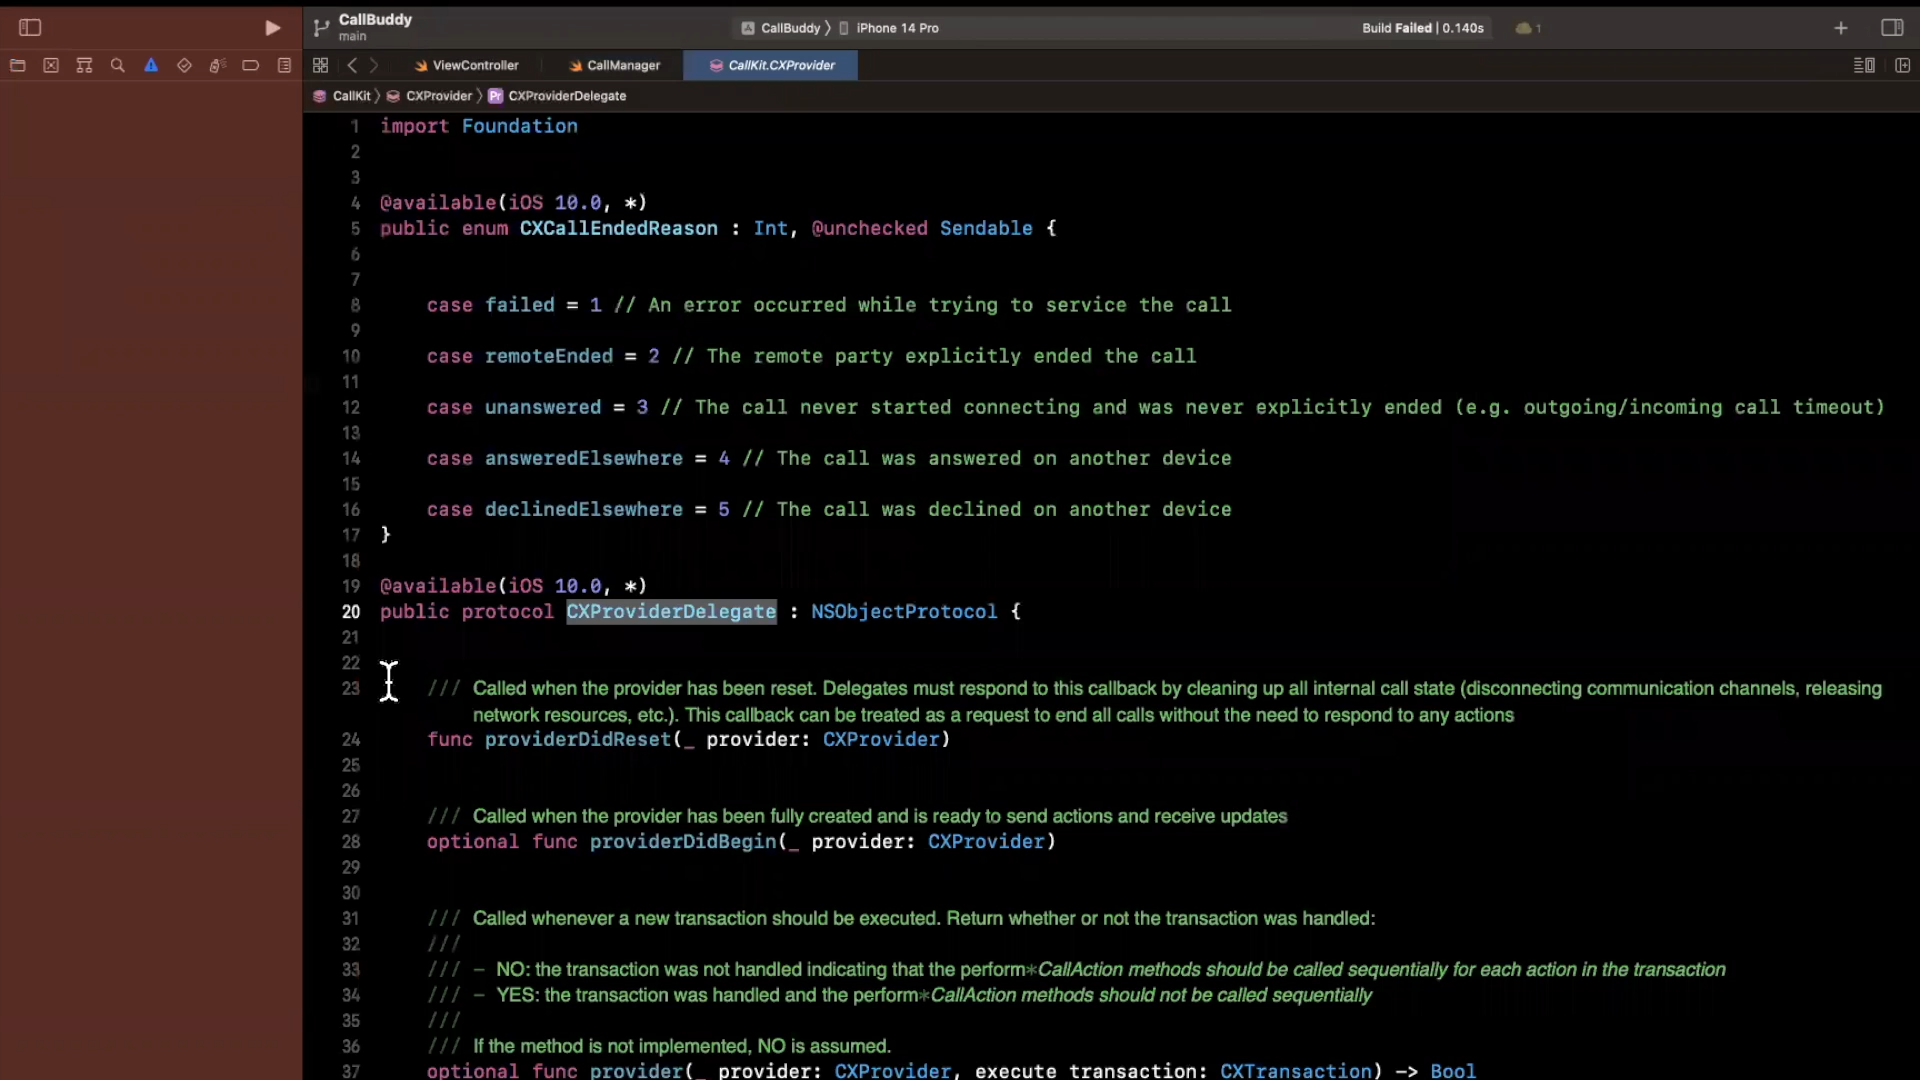 CallBuddy
main
CallBuddy 〉 iPhone 14 Pro
Build Failed | 0.140s
1
ViewController
CallManager
CallKit.CXProvider
CallKit 〉 CXProvider 〉 Pr CXProviderDelegate
1 import Foundation
2
3
4 @available(iOS 10.0, *)
5 public enum CXCallEndedReason : Int, @unchecked Sendable {
6
7
8 case failed = 1 // An error occurred while trying to service the call
9
10 case remoteEnded = 2 // The remote party explicitly ended the call
11
12 case unanswered = 3 // The call never started connecting and was never explicitly ended (e.g. outgoing/incoming call timeout)
13
14 case answeredElsewhere = 4 // The call was answered on another device
15
16 case declinedElsewhere = 5 // The call was declined on another device
17 }
18
19 @available(iOS 10.0, *)
20 public protocol CXProviderDelegate : NSObjectProtocol {
21
22
23 /// Called when the provider has been reset. Delegates must respond to this callback by cleaning up all internal call state (disconnecting communication channels, releasing
network resources, etc.). This callback can be treated as a request to end all calls without the need to respond to any actions
24 func providerDidReset(_ provider: CXProvider)
25
26
27 /// Called when the provider has been fully created and is ready to send actions and receive updates
28 optional func providerDidBegin(_ provider: CXProvider)
29
30
31 /// Called whenever a new transaction should be executed. Return whether or not the transaction was handled:
32 ///
33 /// - NO: the transaction was not handled indicating that the perform*CallAction methods should be called sequentially for each action in the transaction
34 /// - YES: the transaction was handled and the perform*CallAction methods should not be called sequentially
35 ///
36 /// If the method is not implemented, NO is assumed.
37 optional func provider(_ provider: CXProvider, execute transaction: CXTransaction) -> Bool